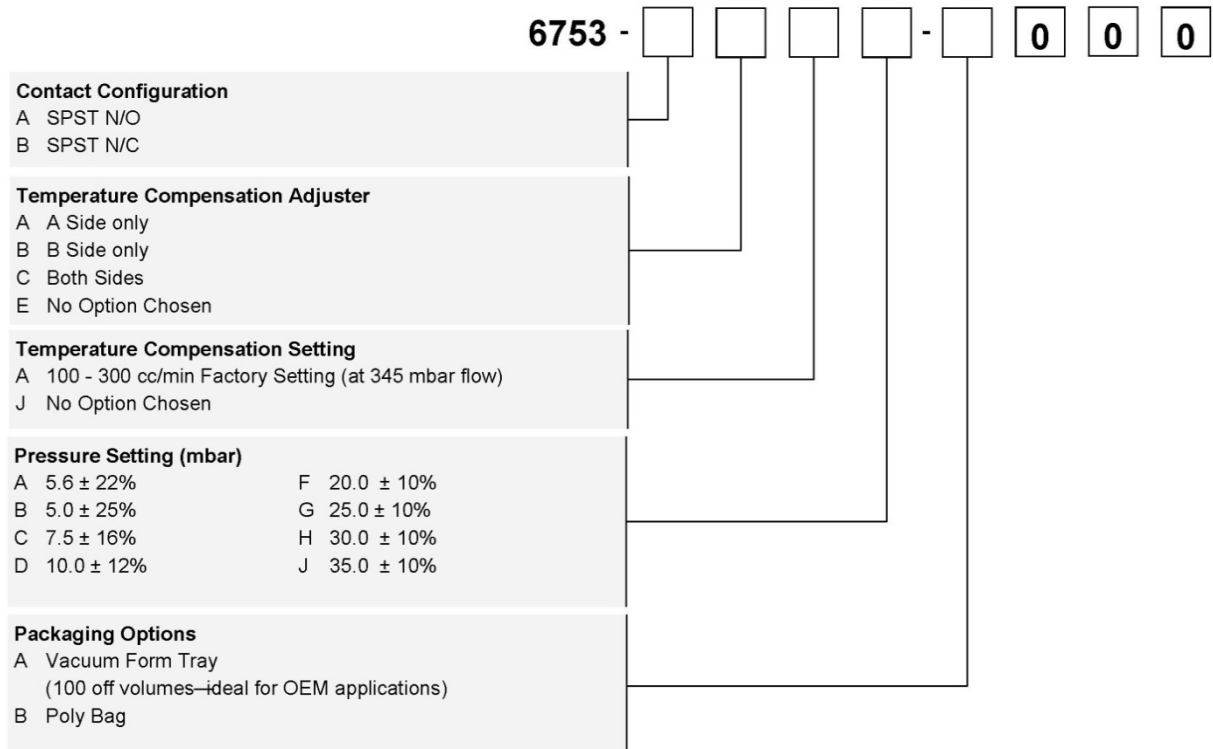 6753 - - 0 0 0
Contact Configuration
A SPST N/O
B SPST N/C
Temperature Compensation Adjuster
A A Side only
B B Side only
C Both Sides
E No Option Chosen
Temperature Compensation Setting
A 100 - 300 cc/min Factory Setting (at 345 mbar flow)
J No Option Chosen
Pressure Setting (mbar)
A 5.6 ± 22% F 20.0 ± 10%
B 5.0 ± 25% G 25.0 ± 10%
C 7.5 ± 16% H 30.0 ± 10%
D 10.0 ± 12% J 35.0 ± 10%
Packaging Options
A Vacuum Form Tray
(100 off volumes—ideal for OEM applications)
B Poly Bag